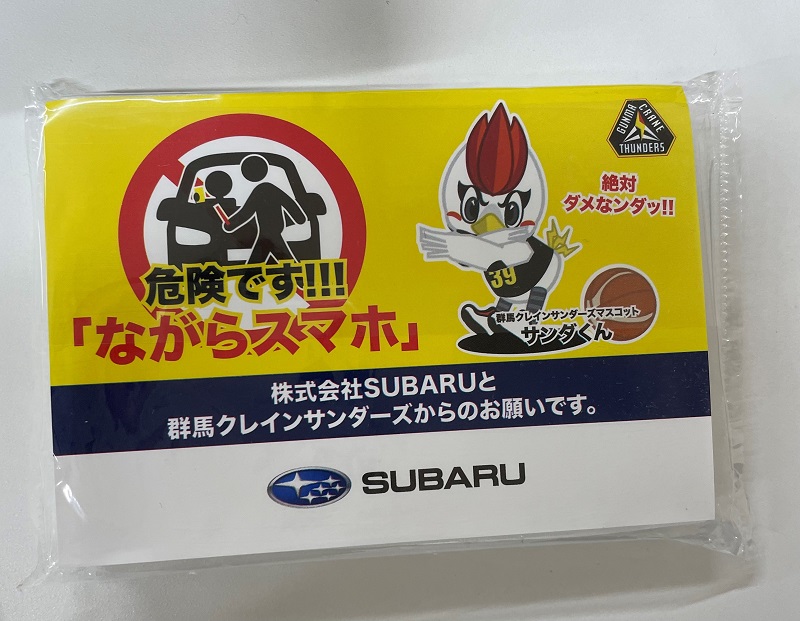 GUNMA CRANE
THUNDERS
絶対
ダメなンダッ!!
危険です!!!
「ながらスマホ」
39
群馬クレインサンダーズマスコット
サンダくん
株式会社SUBARUと
群馬クレインサンダーズからのお願いです。
SUBARU